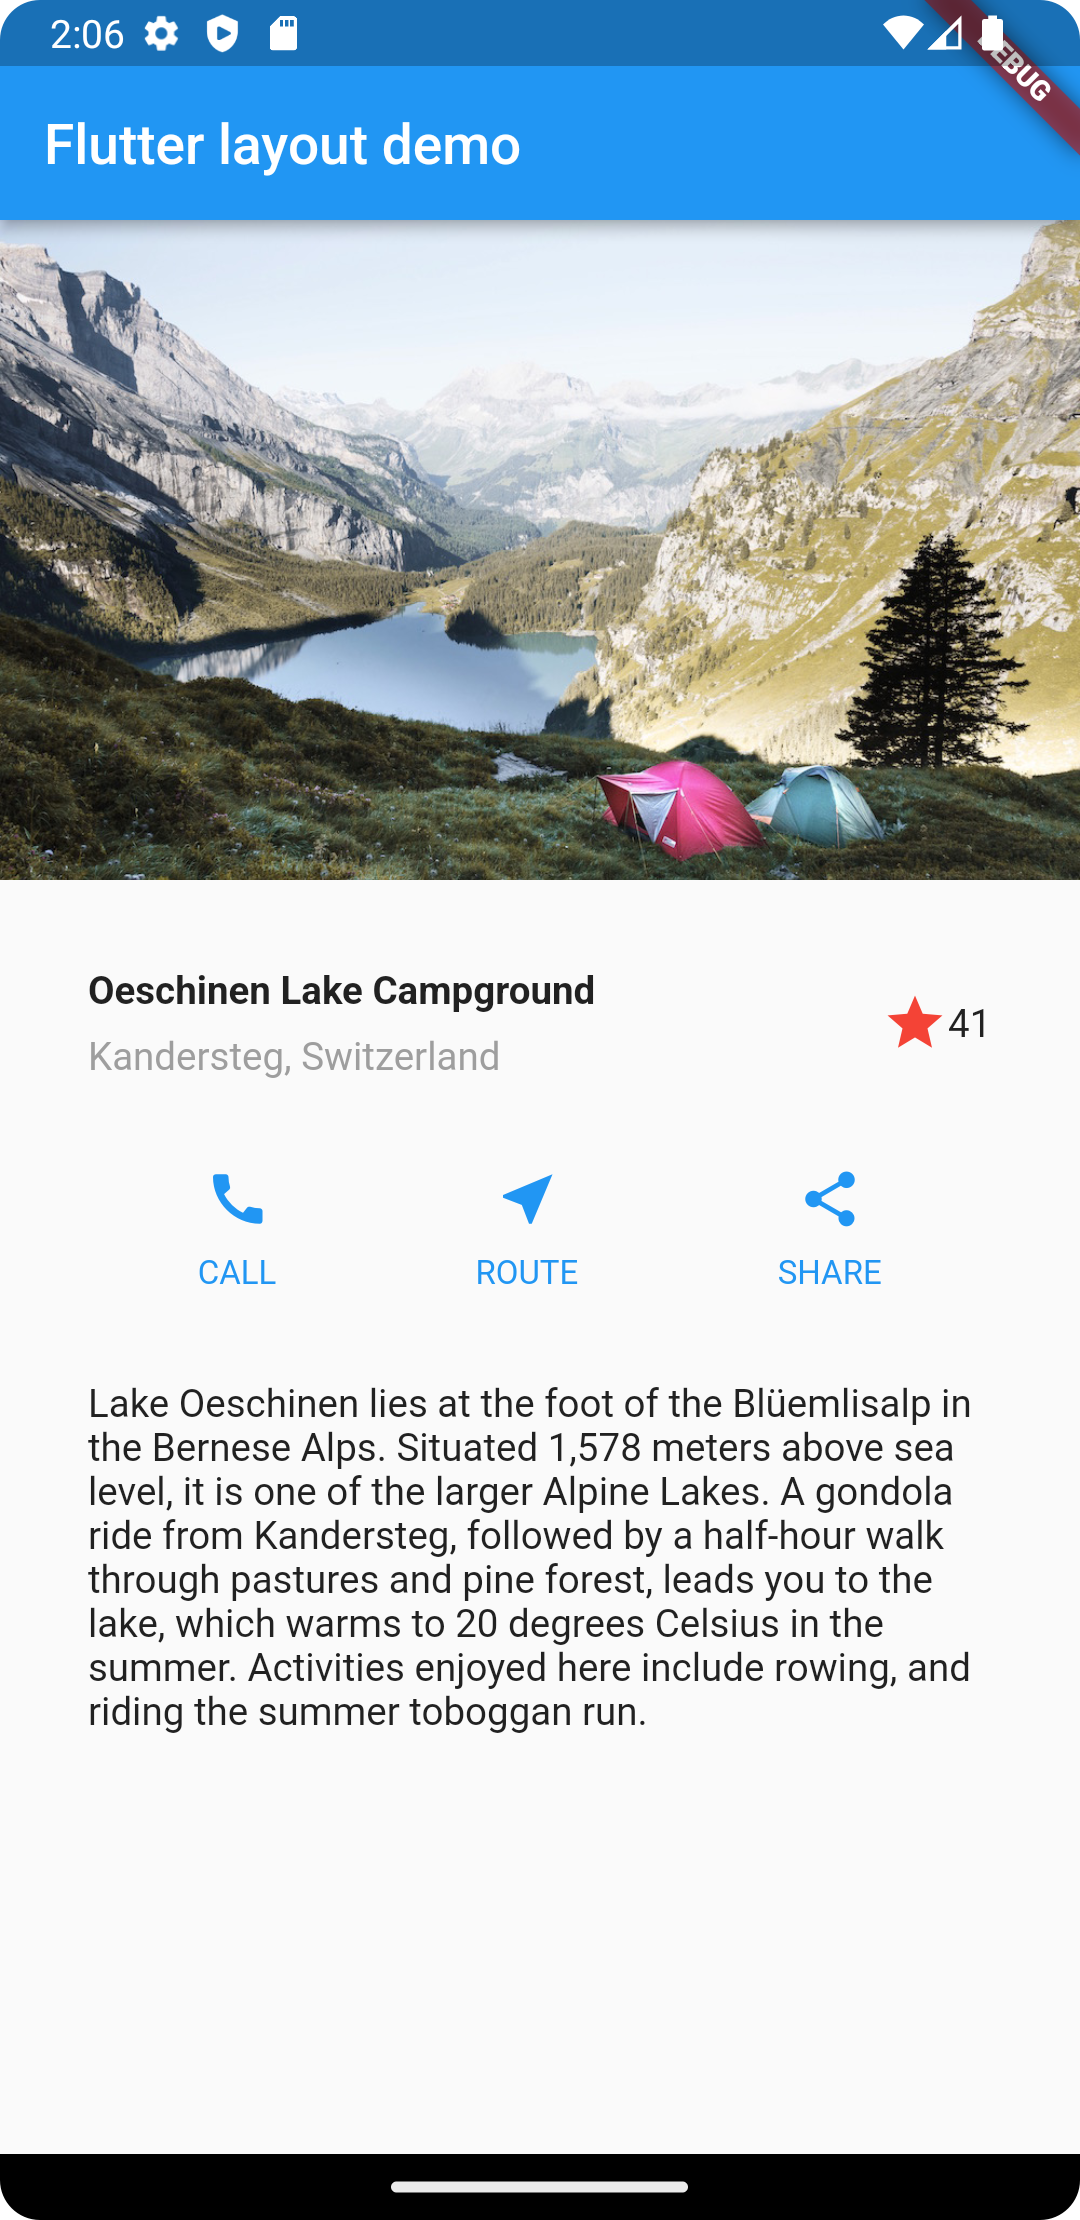 2:06
DEBUG
Flutter layout demo
Oeschinen Lake Campground
Kandersteg, Switzerland
41
CALL
ROUTE
SHARE
Lake Oeschinen lies at the foot of the Blüemlisalp in
the Bernese Alps. Situated 1,578 meters above sea
level, it is one of the larger Alpine Lakes. A gondola
ride from Kandersteg, followed by a half-hour walk
through pastures and pine forest, leads you to the
lake, which warms to 20 degrees Celsius in the
summer. Activities enjoyed here include rowing, and
riding the summer toboggan run.